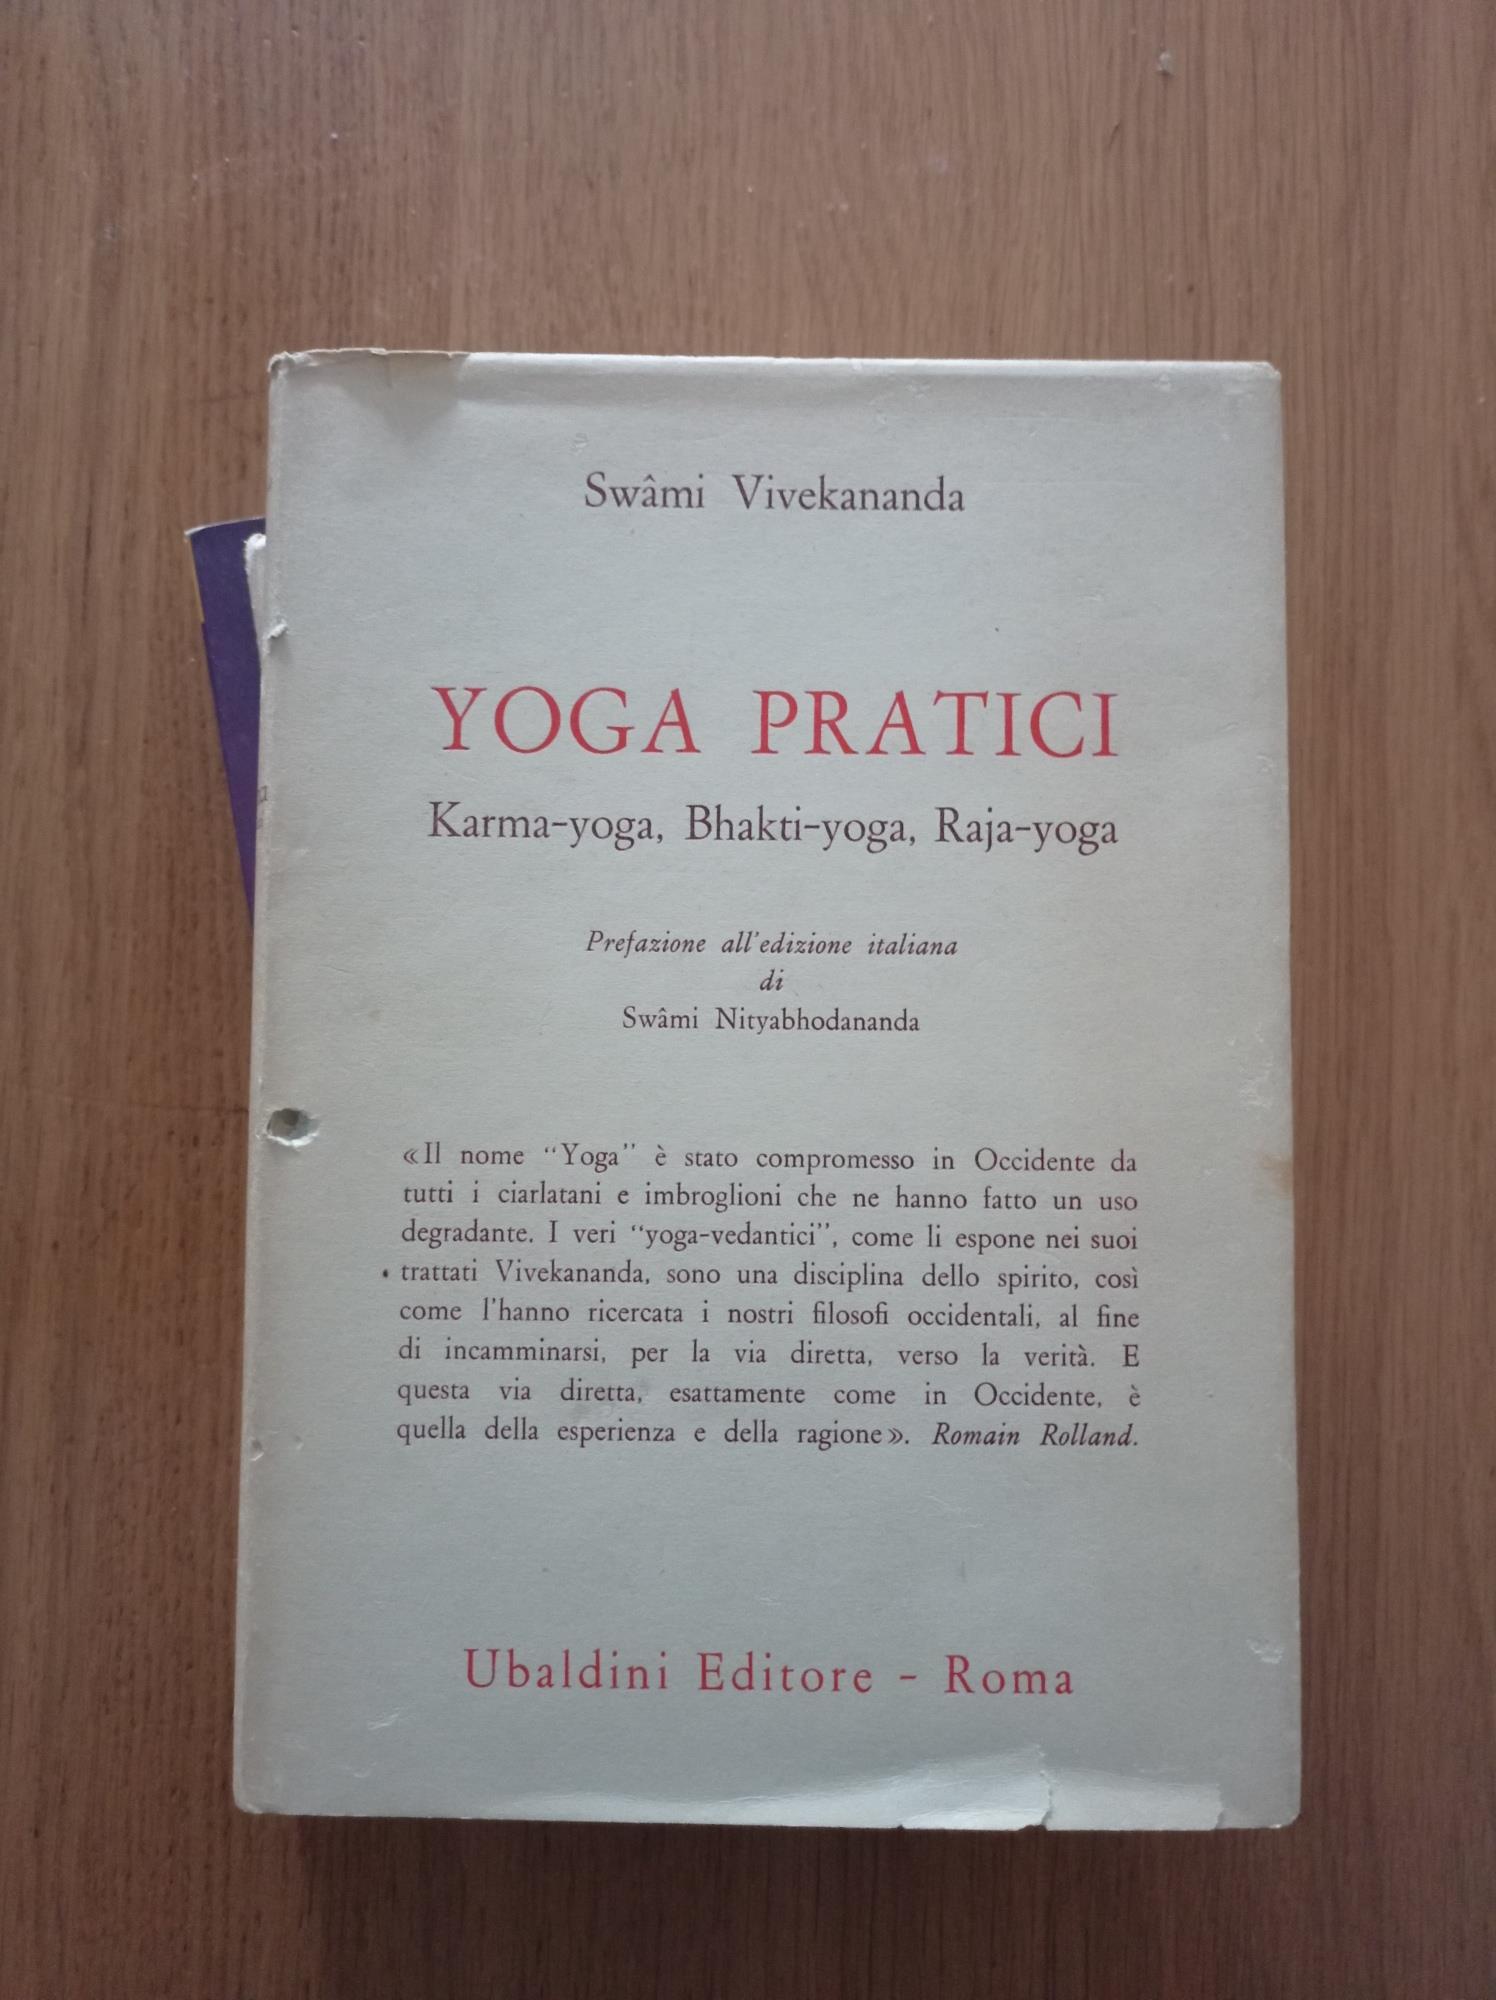 Swâmi Vivekananda
YOGA PRATICI
Karma-yoga, Bhakti-yoga, Raja-yoga
Prefazione all'edizione italiana
di
Swâmi Nityabhodananda
«Il nome “Yoga” è stato compromesso in Occidente da
tutti i ciarlatani e imbroglioni che ne hanno fatto un uso
degradante. I veri “yoga-vedantici”, come li espone nei suoi
trattati Vivekananda, sono una disciplina dello spirito, così
come l'hanno ricercata i nostri filosofi occidentali, al fine
di incamminarsi, per la via diretta, verso la verità. E
questa via diretta, esattamente come in Occidente, è
quella della esperienza e della ragione». Romain Rolland.
Ubaldini Editore - Roma